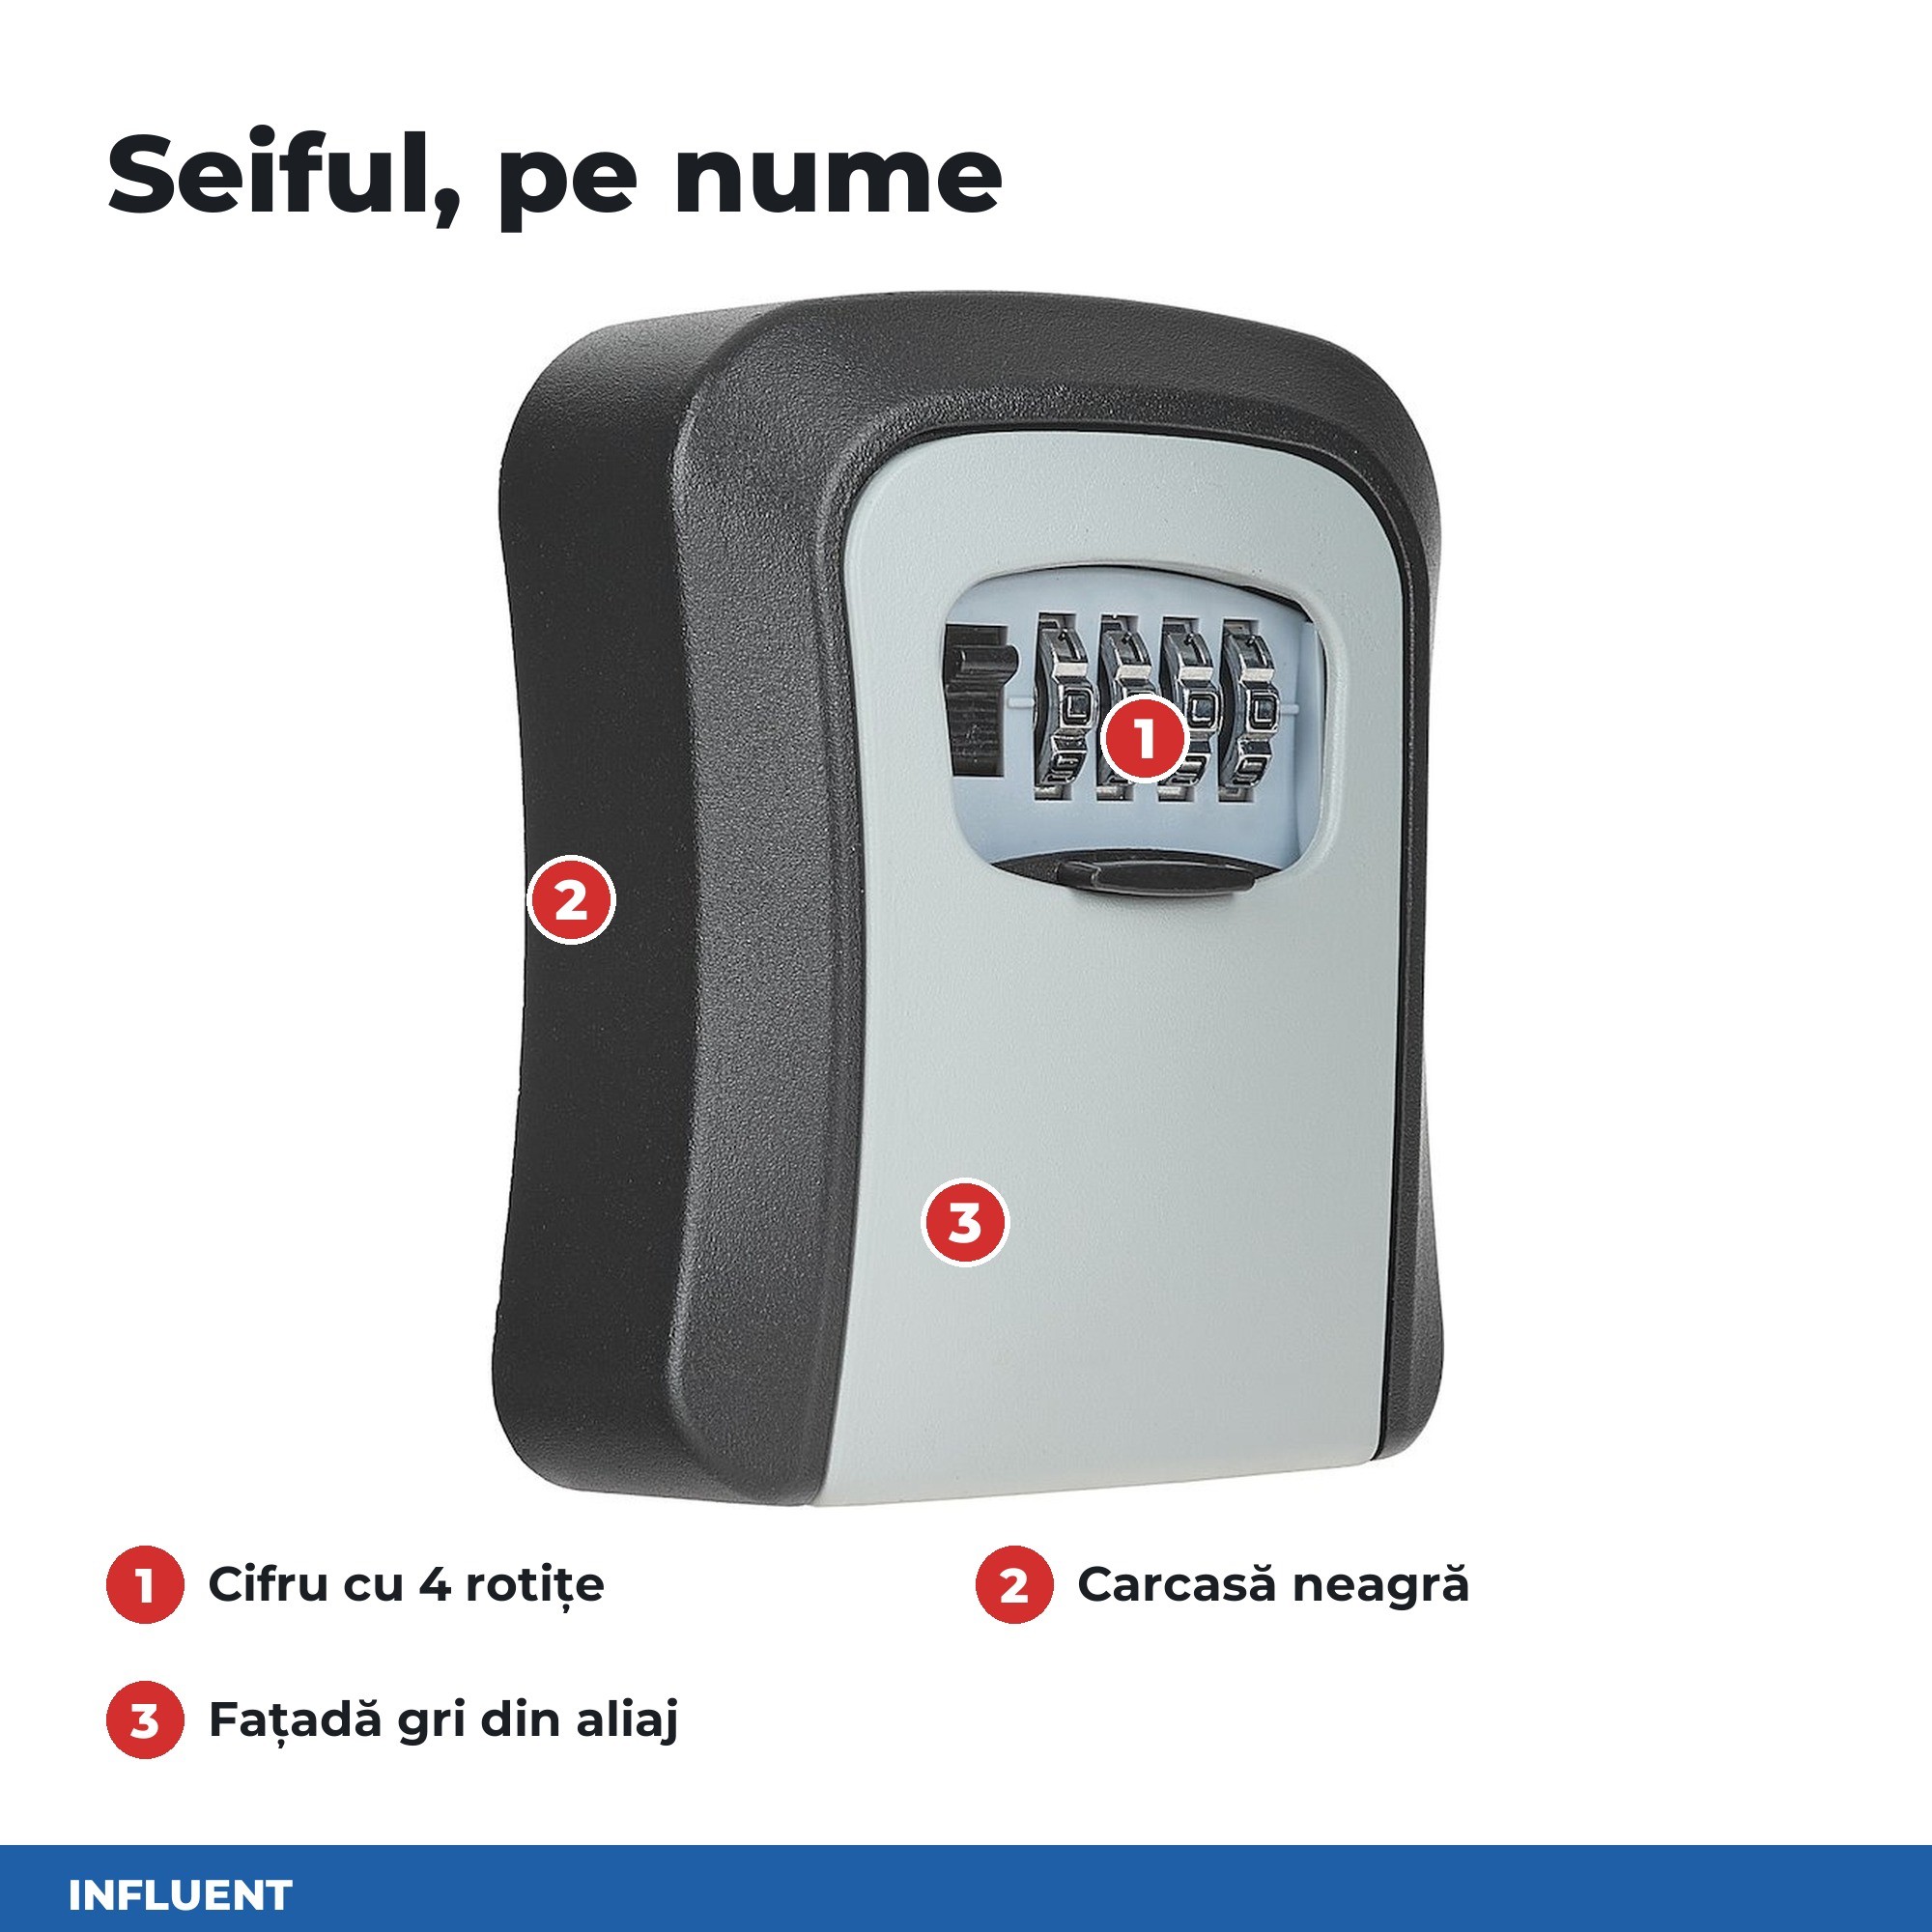 Seiful, pe nume
1
2
3
1 Cifru cu 4 rotițe
2 Carcasă neagră
3 Fațadă gri din aliaj
INFLUENT